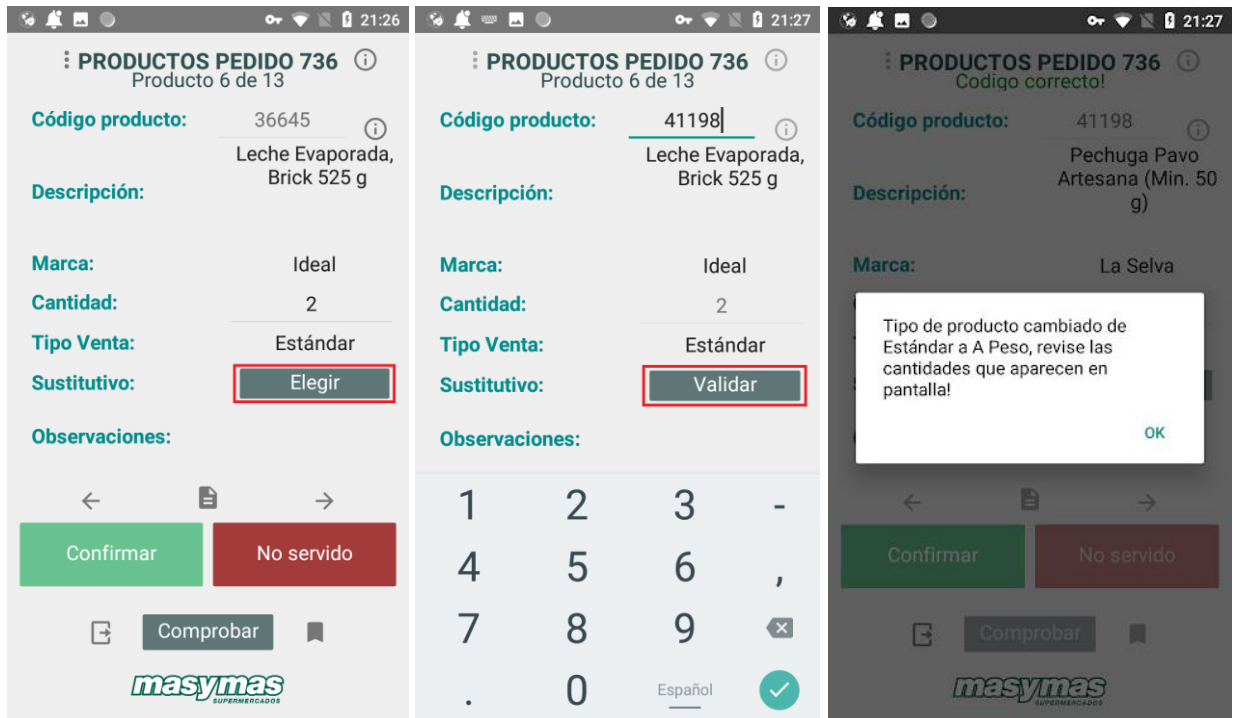 21:26
PRODUCTOS PEDIDO 736
Producto 6 de 13
Código producto: 36645
Leche Evaporada,
Brick 525 g
Descripción:
Marca: Ideal
Cantidad: 2
Tipo Venta: Estándar
Sustitutivo: Elegir
Observaciones:
Confirmar No servido
Comprobar
masymas
SUPERMERCADOS
21:27
PRODUCTOS PEDIDO 736
Producto 6 de 13
Código producto: 41198
Leche Evaporada,
Brick 525 g
Descripción:
Marca: Ideal
Cantidad: 2
Tipo Venta: Estándar
Sustitutivo: Validar
Observaciones:
1 2 3 -
4 5 6 ,
7 8 9
. 0 Español
21:27
PRODUCTOS PEDIDO 736
Codigo correcto!
Código producto: 41198
Pechuga Pavo
Artesana (Min. 50
g)
Descripción:
Marca: La Selva
Tipo de producto cambiado de
Estándar a A Peso, revise las
cantidades que aparecen en
pantalla!
OK
Confirmar No servido
Comprobar
masymas
SUPERMERCADOS